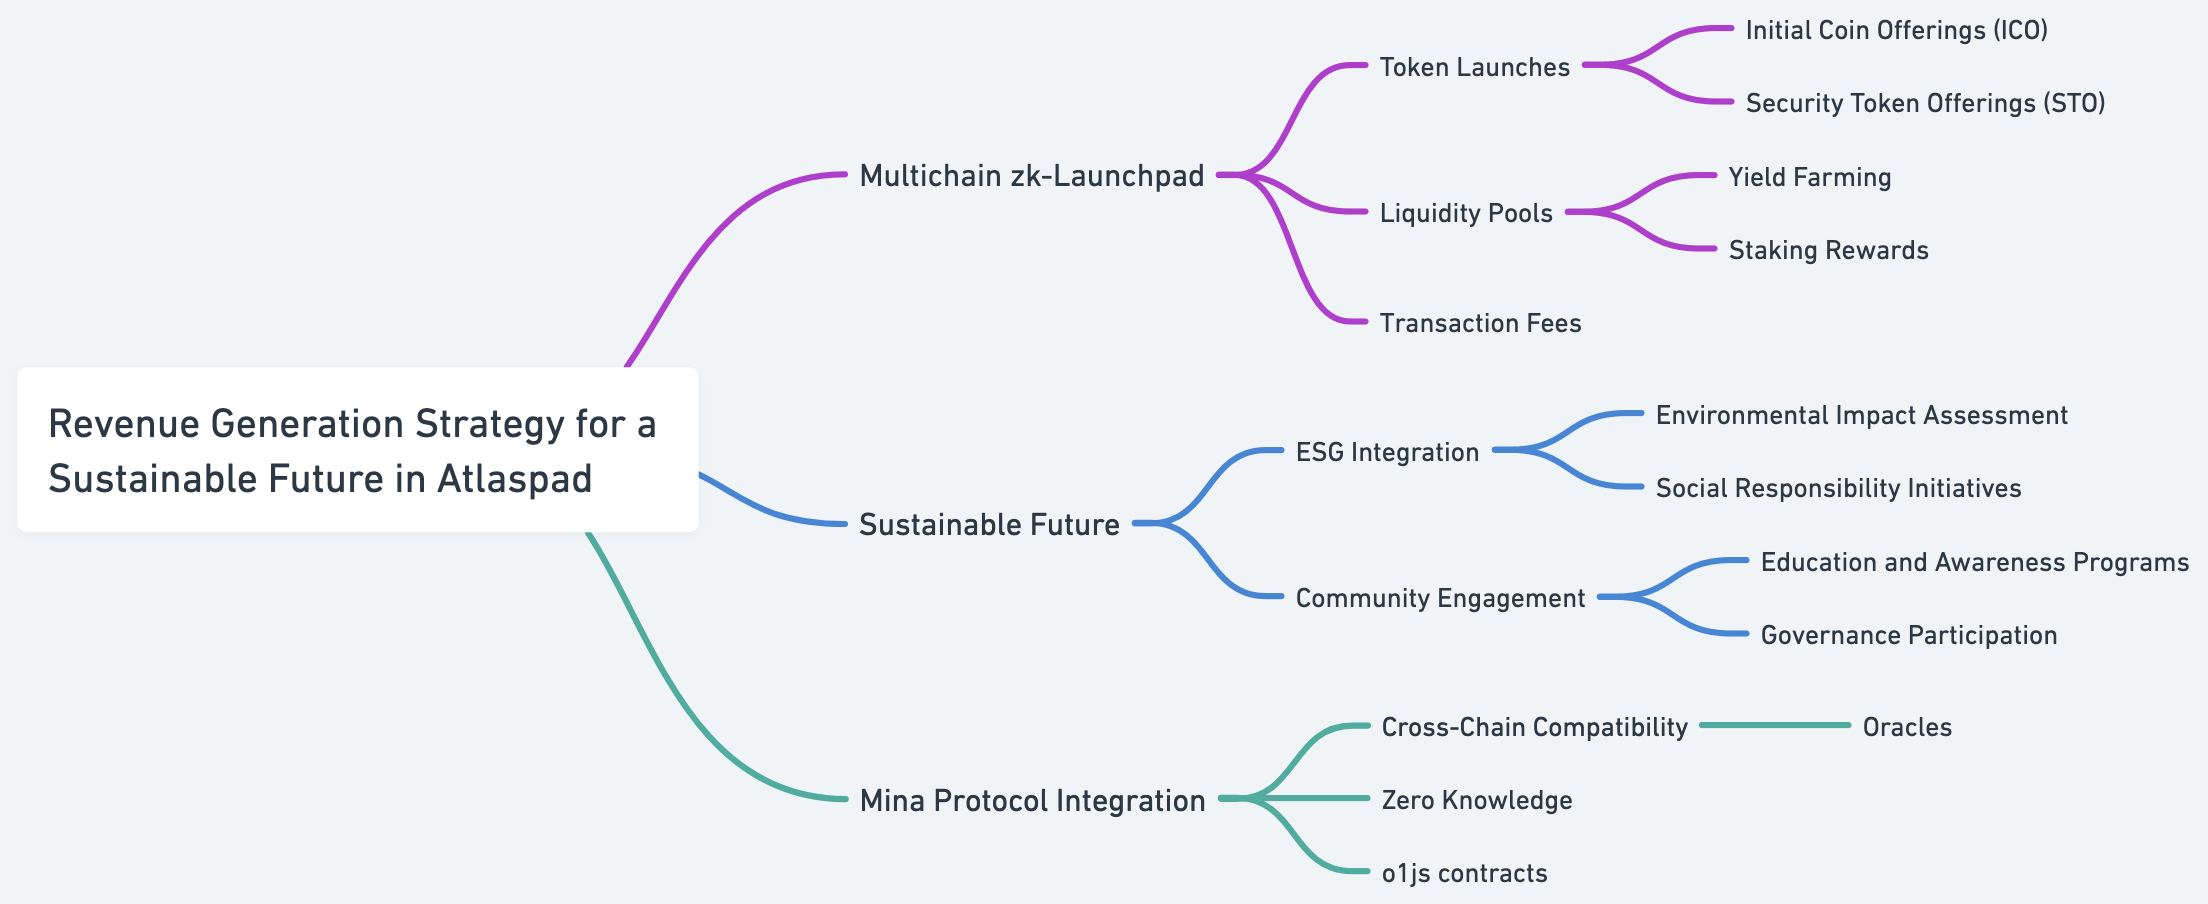 Revenue Generation Strategy for a
Sustainable Future in Atlaspad
Multichain zk-Launchpad
Token Launches
Initial Coin Offerings (ICO)
Security Token Offerings (STO)
Liquidity Pools
Yield Farming
Staking Rewards
Transaction Fees
Sustainable Future
ESG Integration
Environmental Impact Assessment
Social Responsibility Initiatives
Community Engagement
Education and Awareness Programs
Governance Participation
Mina Protocol Integration
Cross-Chain Compatibility
Oracles
Zero Knowledge
o1js contracts